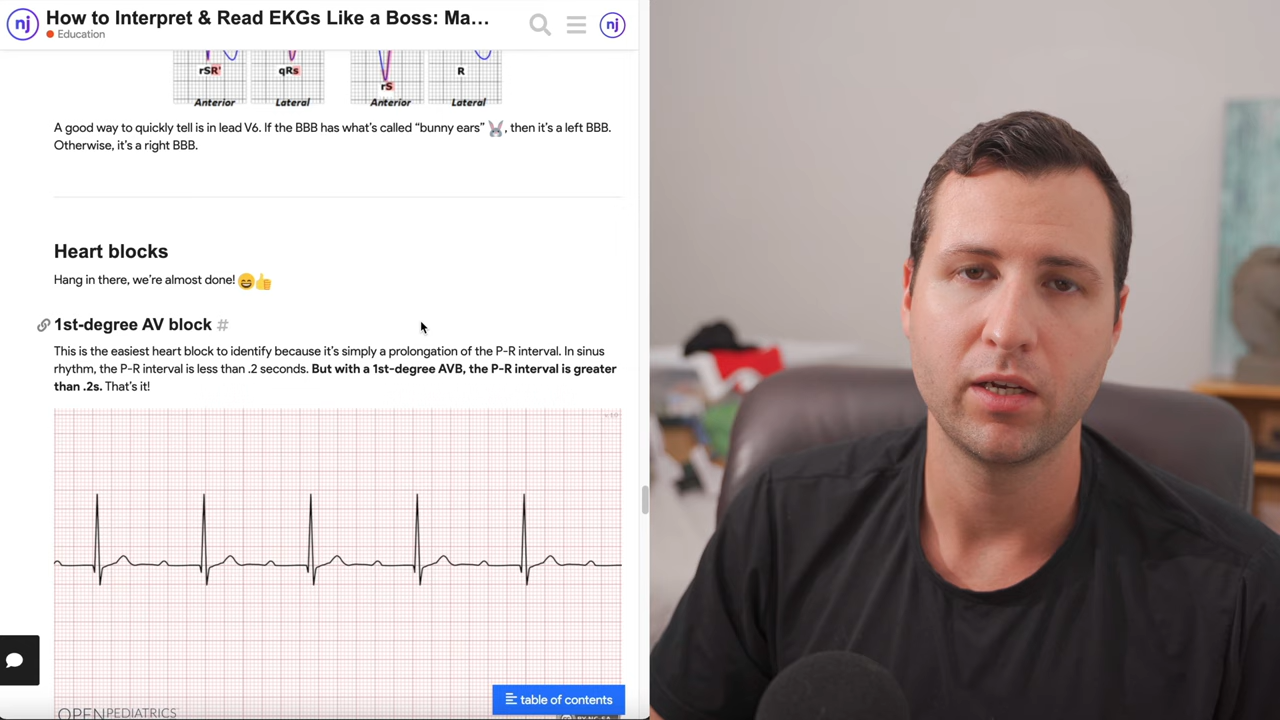 nj
How to Interpret & Read EKGs Like a Boss: Ma...
nj
Education
rSR'
qRs
rS
R
Anterior
Lateral
Anterior
Lateral
A good way to quickly tell is in lead V6. If the BBB has what's called “bunny ears” 🐰, then it's a left BBB.
Otherwise, it's a right BBB.
Heart blocks
Hang in there, we're almost done! 😄👍
1st-degree AV block #
This is the easiest heart block to identify because it's simply a prolongation of the P-R interval. In sinus
rhythm, the P-R interval is less than .2 seconds. But with a 1st-degree AVB, the P-R interval is greater
than .2s. That's it!
table of contents
OPENPEDIATRICS